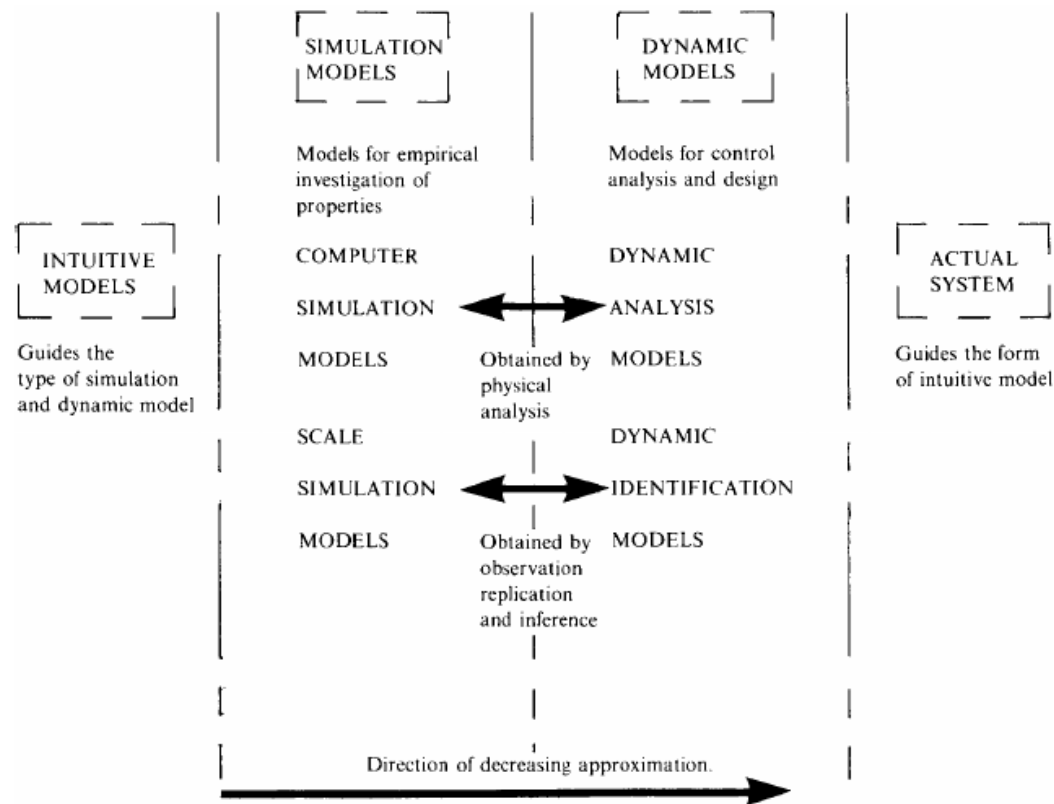 SIMULATION
MODELS
DYNAMIC
MODELS
Models for empirical
investigation of
properties
Models for control
analysis and design
INTUITIVE
MODELS
Guides the
type of simulation
and dynamic model
COMPUTER
SIMULATION
MODELS
Obtained by
physical
analysis
DYNAMIC
ANALYSIS
MODELS
ACTUAL
SYSTEM
Guides the form
of intuitive model
SCALE
SIMULATION
MODELS
Obtained by
observation
replication
and inference
DYNAMIC
IDENTIFICATION
MODELS
Direction of decreasing approximation.